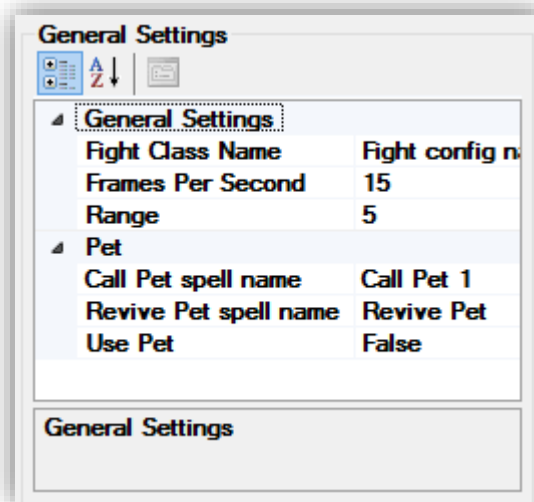 General Settings
A
Z
General Settings
Fight Class Name Fight config n
Frames Per Second 15
Range 5
Pet
Call Pet spell name Call Pet 1
Revive Pet spell name Revive Pet
Use Pet False
General Settings